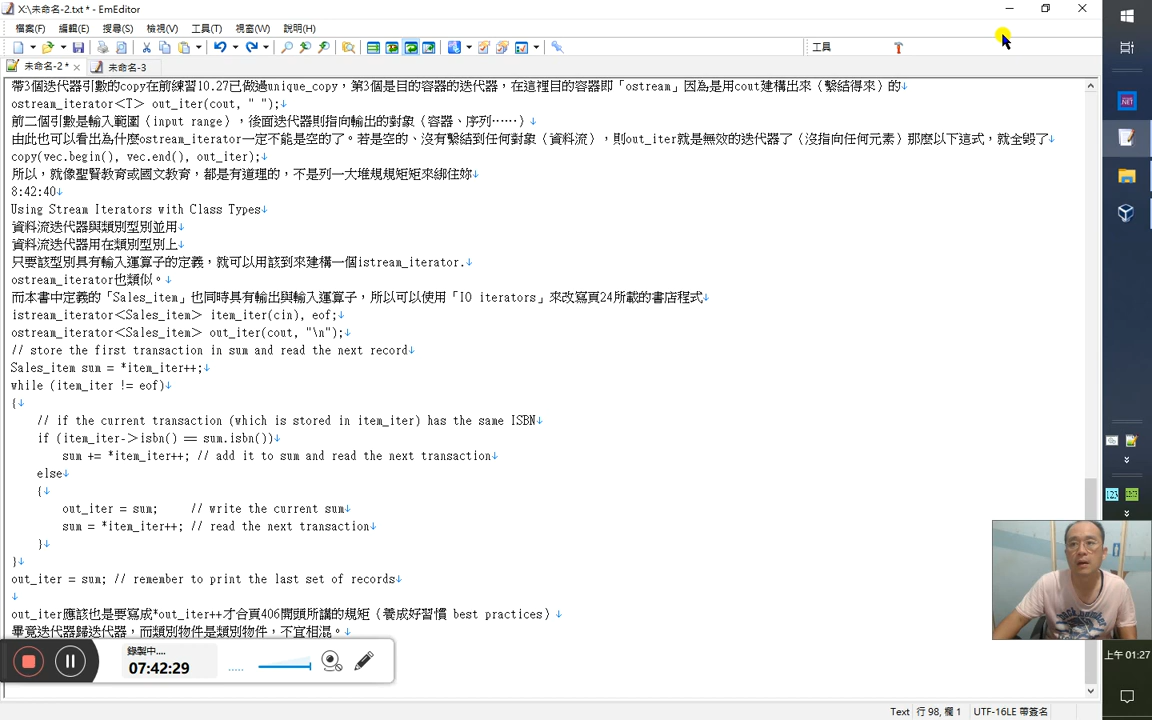 X:\未命名-2.txt * - EmEditor
檔案(F) 編輯(E) 搜尋(S) 檢視(V) 工具(T) 視窗(W) 說明(H)
工具
未命名-2 * 未命名-3
帶3個迭代器引數的copy在前練習10.27已做過unique_copy，第3個是目的容器的迭代器，在這裡目的容器即「ostream」因為是用cout建構出來（繫結得來）的
ostream_iterator<T> out_iter(cout, " ");
前二個引數是輸入範圍（input range），後面迭代器則指向輸出的對象（容器、序列……）
由此也可以看出為什麼ostream_iterator一定不能是空的了。若是空的、沒有繫結到任何對象（資料流），則out_iter就是無效的迭代器了（沒指向任何元素）那麼以下這式，就全毀了
copy(vec.begin(), vec.end(), out_iter);
所以，就像聖賢教育或國文教育，都是有道理的，不是列一大堆規規矩矩來綁住妳
8:42:40
Using Stream Iterators with Class Types
資料流迭代器與類別型別並用
資料流迭代器用在類別型別上
只要該型別具有輸入運算子的定義，就可以用該到來建構一個istream_iterator.
ostream_iterator也類似。
而本書中定義的「Sales_item」也同時具有輸出與輸入運算子，所以可以使用「IO iterators」來改寫頁24所載的書店程式
istream_iterator<Sales_item> item_iter(cin), eof;
ostream_iterator<Sales_item> out_iter(cout, "\n");
// store the first transaction in sum and read the next record
Sales_item sum = *item_iter++;
while (item_iter != eof)
{
// if the current transaction (which is stored in item_iter) has the same ISBN
if (item_iter->isbn() == sum.isbn())
sum += *item_iter++; // add it to sum and read the next transaction
else
{
out_iter = sum; // write the current sum
sum = *item_iter++; // read the next transaction
}
}
out_iter = sum; // remember to print the last set of records
out_iter應該也是要寫成*out_iter++才合頁406開頭所講的規矩（養成好習慣 best practices）
畢竟迭代器歸迭代器，而類別物件是類別物件，不宜相混。
錄製中....
07:42:29
上午 01:27
Text 行 98, 欄 1 UTF-16LE 帶簽名